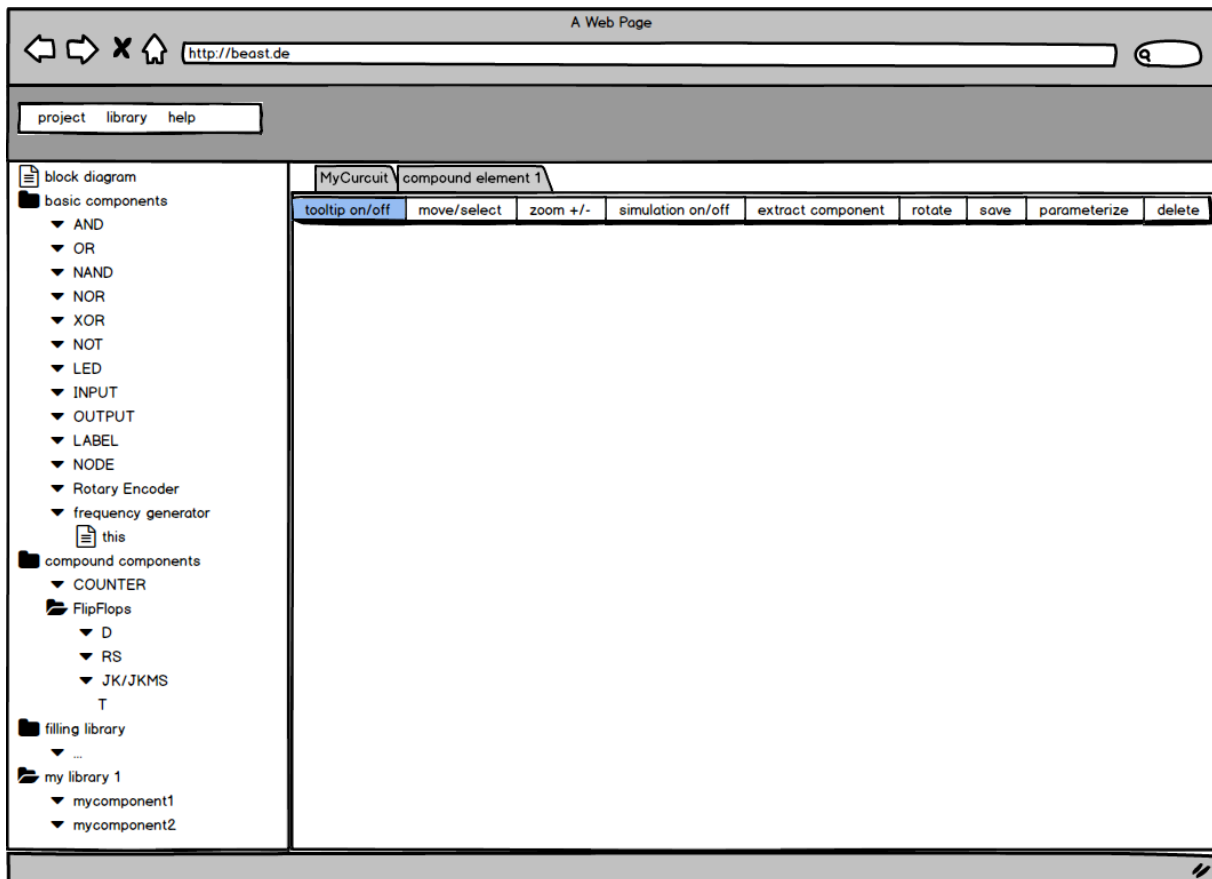 A Web Page
http://beast.de
project library help
block diagram
basic components
AND
OR
NAND
NOR
XOR
NOT
LED
INPUT
OUTPUT
LABEL
NODE
Rotary Encoder
frequency generator
this
compound components
COUNTER
FlipFlops
D
RS
JK/JKMS
T
filling library
...
my library 1
mycomponent1
mycomponent2
MyCurcuit compound element 1
tooltip on/off move/select zoom +/- simulation on/off extract component rotate save parameterize delete